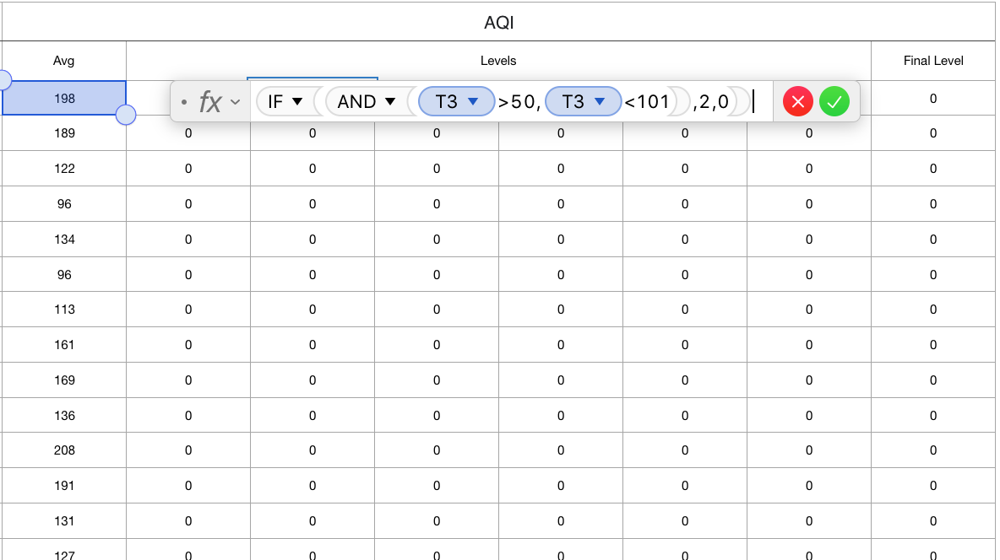 AQI
Avg Levels Final Level
198 • fx IF AND T3 >50, T3 <101 ,2,0 0
189 0 0 0 0 0 0 0
122 0 0 0 0 0 0 0
96 0 0 0 0 0 0 0
134 0 0 0 0 0 0 0
96 0 0 0 0 0 0 0
113 0 0 0 0 0 0 0
161 0 0 0 0 0 0 0
169 0 0 0 0 0 0 0
136 0 0 0 0 0 0 0
208 0 0 0 0 0 0 0
191 0 0 0 0 0 0 0
131 0 0 0 0 0 0 0
127 0 0 0 0 0 0 0